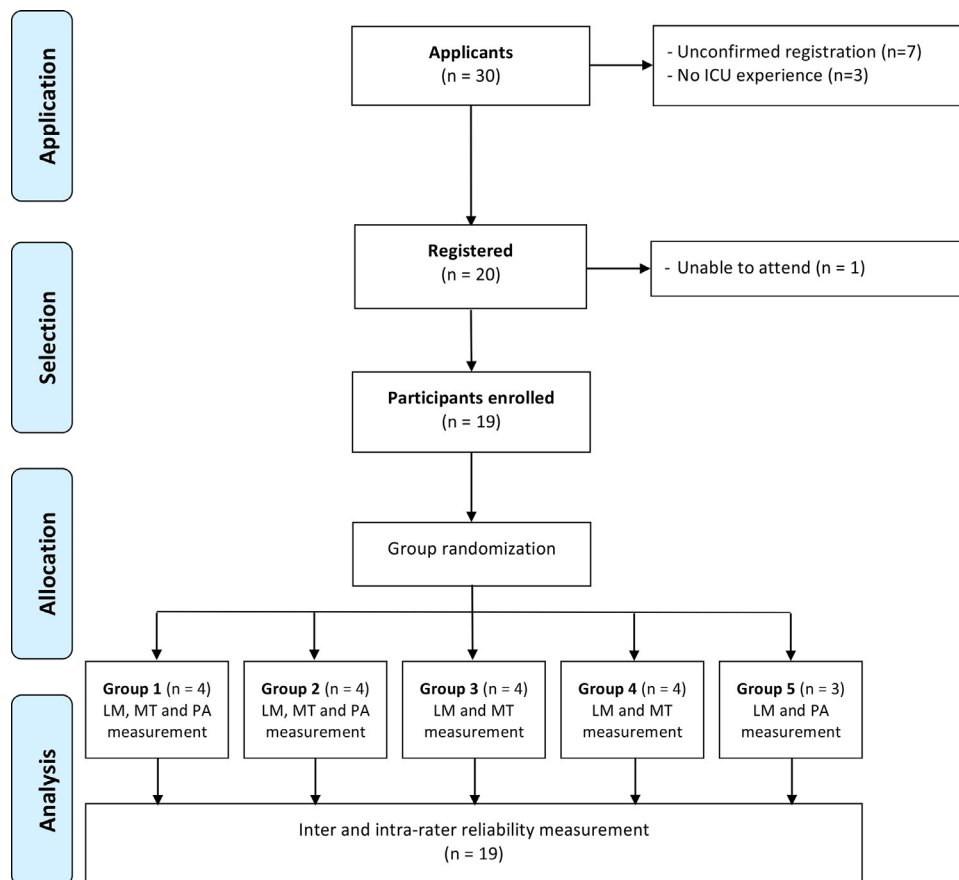 Application
Applicants
(n = 30)
- Unconfirmed registration (n=7)
- No ICU experience (n=3)
Selection
Registered
(n = 20)
- Unable to attend (n = 1)
Participants enrolled
(n = 19)
Allocation
Group randomization
Group 1 (n = 4)
LM, MT and PA
measurement
Group 2 (n = 4)
LM, MT and PA
measurement
Group 3 (n = 4)
LM and MT
measurement
Group 4 (n = 4)
LM and MT
measurement
Group 5 (n = 3)
LM and PA
measurement
Analysis
Inter and intra-rater reliability measurement
(n = 19)